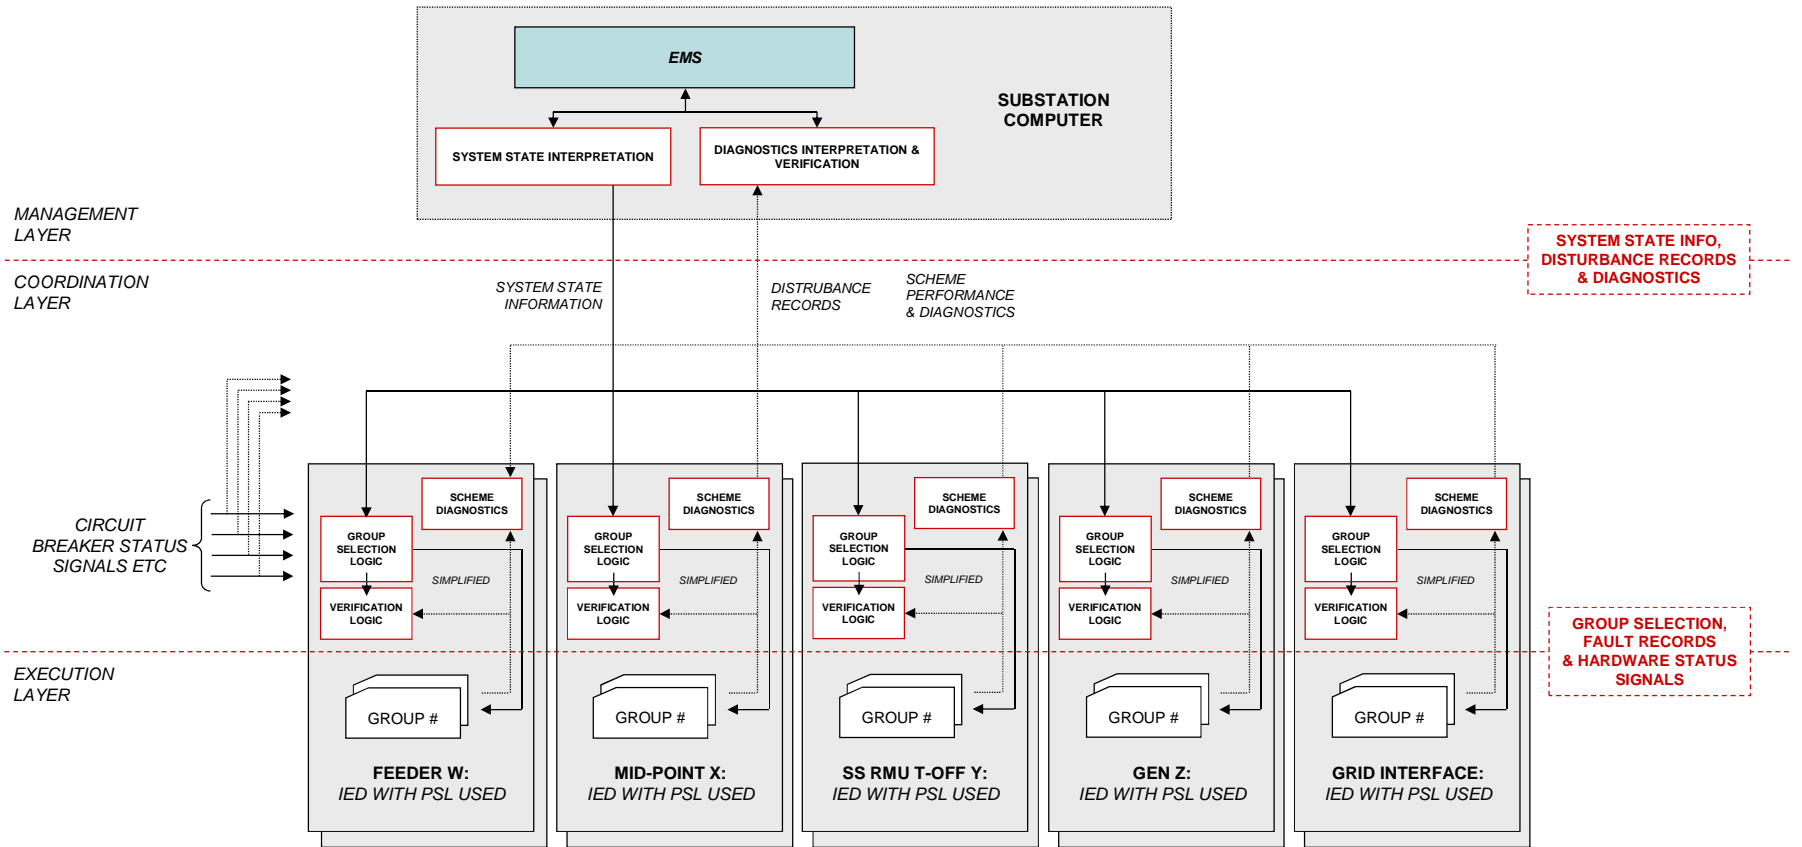 EMS
SUBSTATION
COMPUTER
SYSTEM STATE INTERPRETATION
DIAGNOSTICS INTERPRETATION &
VERIFICATION
MANAGEMENT
LAYER
SYSTEM STATE INFO,
DISTURBANCE RECORDS
& DIAGNOSTICS
COORDINATION
LAYER
SYSTEM STATE
INFORMATION
DISTRUBANCE
RECORDS
SCHEME
PERFORMANCE
& DIAGNOSTICS
CIRCUIT
BREAKER STATUS
SIGNALS ETC
SCHEME
DIAGNOSTICS
GROUP
SELECTION
LOGIC
SIMPLIFIED
VERIFICATION
LOGIC
GROUP #
FEEDER W:
IED WITH PSL USED
SCHEME
DIAGNOSTICS
GROUP
SELECTION
LOGIC
SIMPLIFIED
VERIFICATION
LOGIC
GROUP #
MID-POINT X:
IED WITH PSL USED
SCHEME
DIAGNOSTICS
GROUP
SELECTION
LOGIC
SIMPLIFIED
VERIFICATION
LOGIC
GROUP #
SS RMU T-OFF Y:
IED WITH PSL USED
SCHEME
DIAGNOSTICS
GROUP
SELECTION
LOGIC
SIMPLIFIED
VERIFICATION
LOGIC
GROUP #
GEN Z:
IED WITH PSL USED
SCHEME
DIAGNOSTICS
GROUP
SELECTION
LOGIC
SIMPLIFIED
VERIFICATION
LOGIC
GROUP #
GRID INTERFACE:
IED WITH PSL USED
GROUP SELECTION,
FAULT RECORDS
& HARDWARE STATUS
SIGNALS
EXECUTION
LAYER